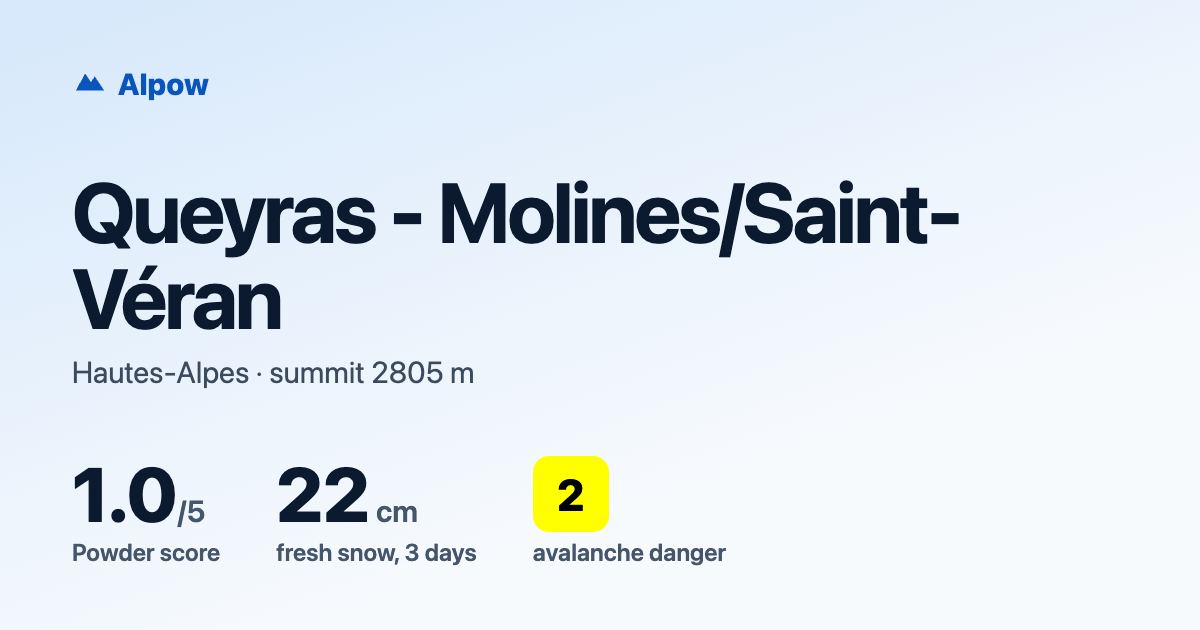 Alpow
Queyras - Molines/Saint-
Véran
Hautes-Alpes · summit 2805 m
1.0/5 22 cm 2
Powder score fresh snow, 3 days avalanche danger